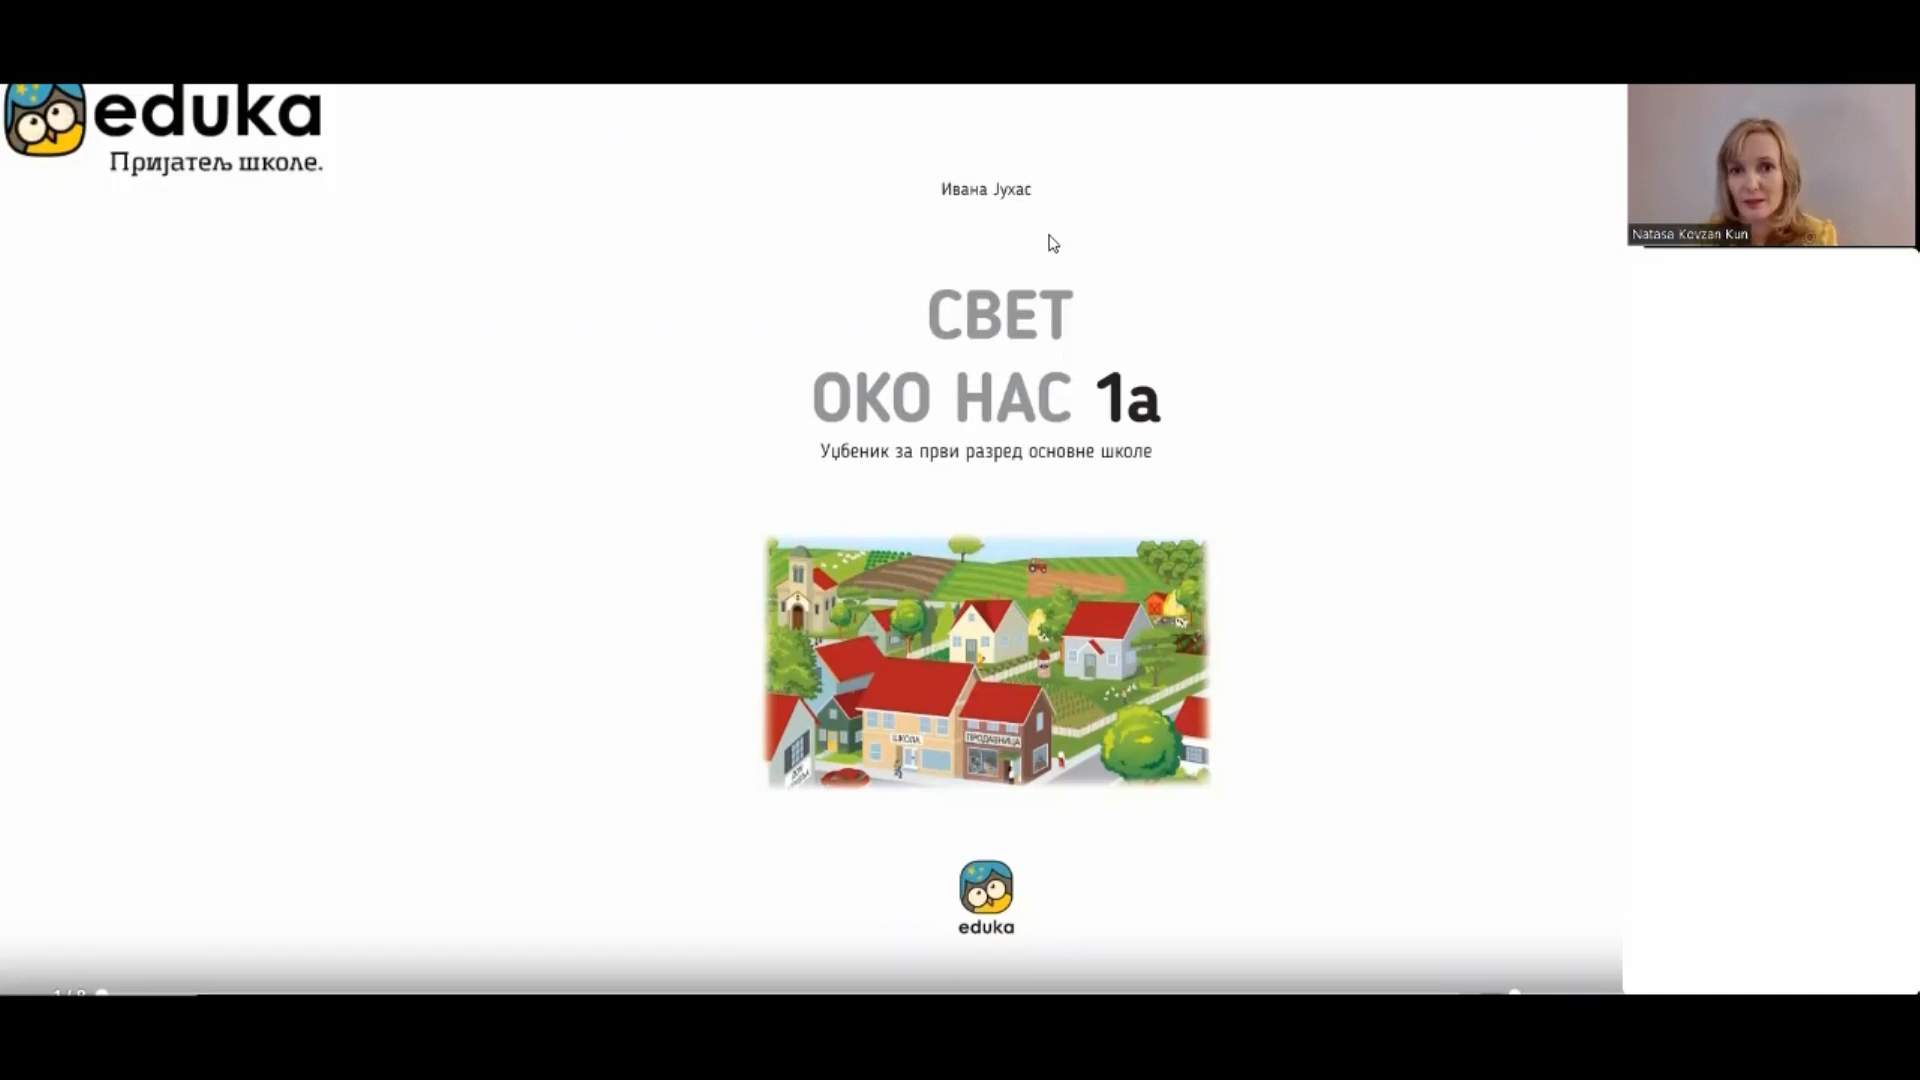 eduka
Пријатељ школе.
Ивана Јухас
Natasa Kovzan Kun
СВЕТ
ОКО НАС 1а
Уџбеник за први разред основне школе
ШКОЛА
ПРОДАВНИЦА
ДОМ
eduka